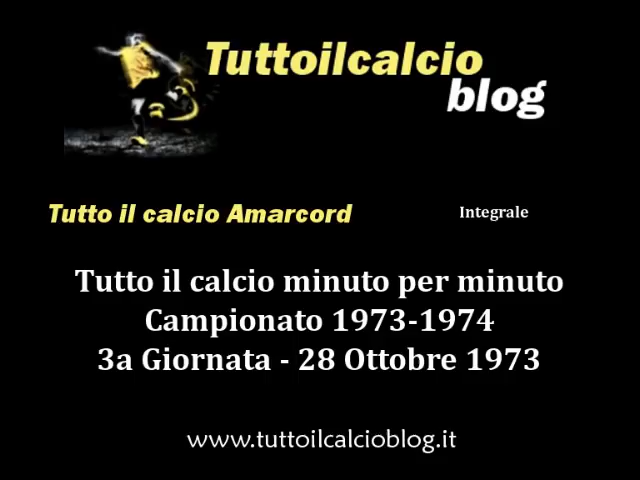 Tuttoilcalcio
blog
Tutto il calcio Amarcord
Integrale
Tutto il calcio minuto per minuto
Campionato 1973-1974
3a Giornata - 28 Ottobre 1973
www.tuttoilcalcioblog.it